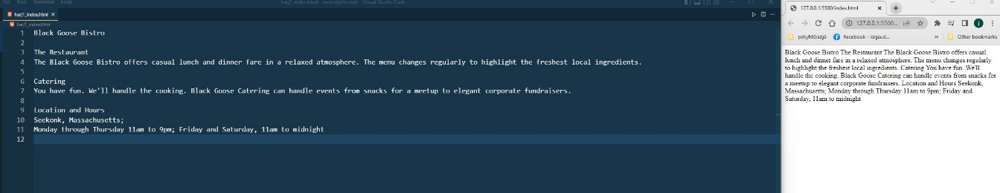 Go Run Terminal Help
harj1_index.html - serpohjelmointi - Visual Studio Code
harj1_index.html ×
harj1_index.html
1 Black Goose Bistro
2
3 The Restaurant
4 The Black Goose Bistro offers casual lunch and dinner fare in a relaxed atmosphere. The menu changes regularly to highlight the freshest local ingredients.
5
6 Catering
7 You have fun. We'll handle the cooking. Black Goose Catering can handle events from snacks for a meetup to elegant corporate fundraisers.
8
9 Location and Hours
10 Seekonk, Massachusetts;
11 Monday through Thursday 11am to 9pm; Friday and Saturday, 11am to midnight
12
127.0.0.1:5500/index.html
127.0.0.1:5500...
peliyhtöisöjä
Facebook – kirjaud...
Other bookmarks
Black Goose Bistro The Restaurant The Black Goose Bistro offers casual
lunch and dinner fare in a relaxed atmosphere. The menu changes regularly
to highlight the freshest local ingredients. Catering You have fun. We'll
handle the cooking. Black Goose Catering can handle events from snacks for
a meetup to elegant corporate fundraisers. Location and Hours Seekonk,
Massachusetts; Monday through Thursday 11am to 9pm; Friday and
Saturday, 11am to midnight